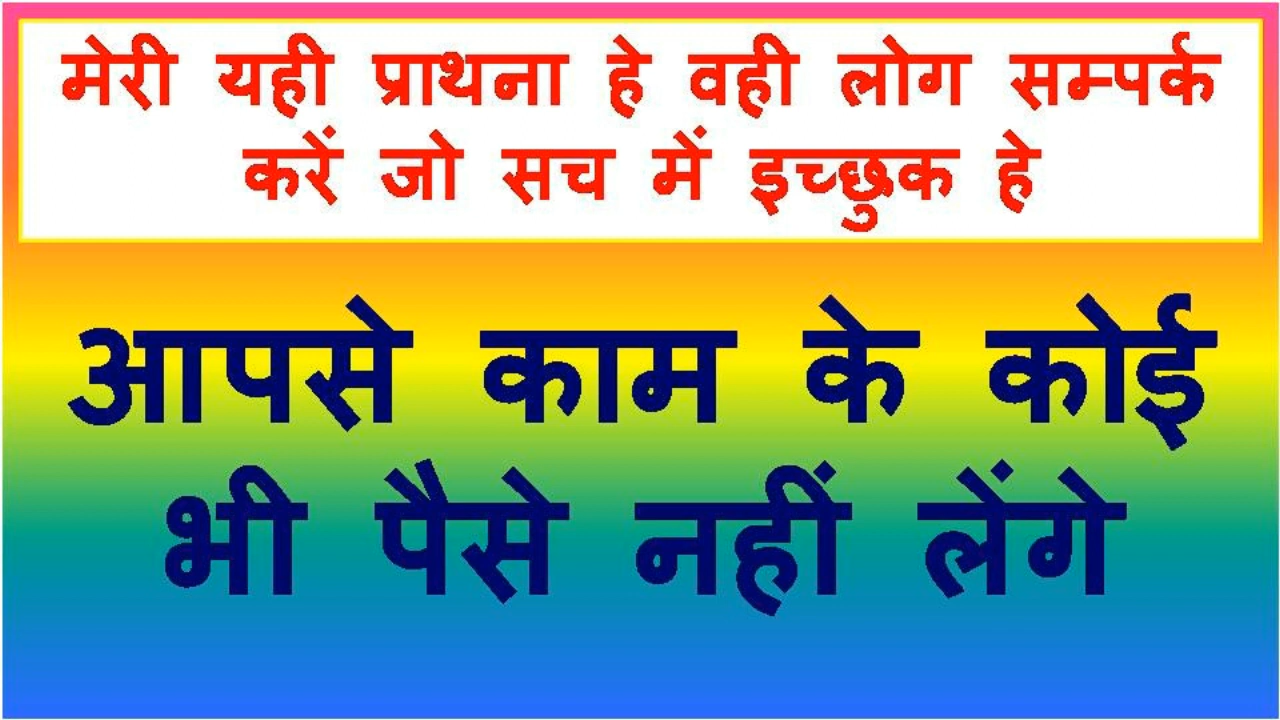 मेरी यही प्राथना हे वही लोग सम्पर्क
करें जो सच में इच्छुक हे
आपसे काम के कोई
भी पैसे नहीं लेंगे